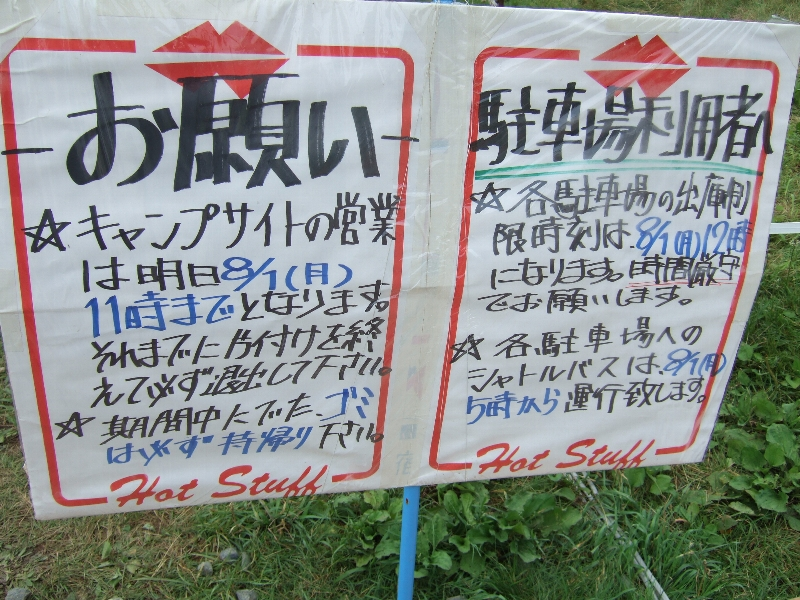 お願い
☆キャンプサイトの営業
は明日8/1(月)
11時までとなります。
それまでに片付けを終
えて必ず退出して下さい。
☆期間中にでた、ゴミ
は必ず持帰り下さい。
Hot Stuff
駐車場利用者へ
☆各駐車場の出庫制
限時刻は、8/1(月)12時
になります。時間厳守
でお願いします。
☆各駐車場への
シャトルバスは、8/1(月)
5時から運行致します。
Hot Stuff